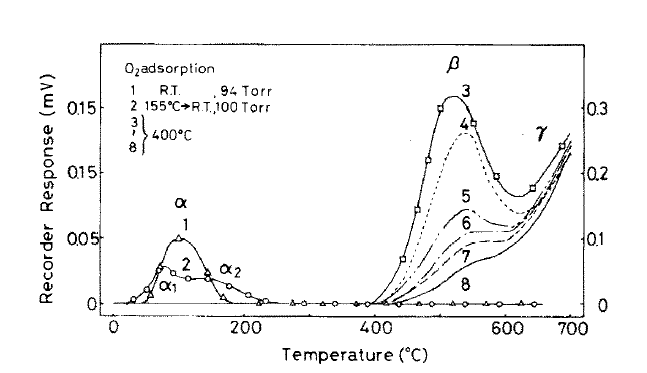 β
O2 adsorption
1 R.T. , 94 Torr
2 155°C→R.T., 100 Torr
3
, } 400°C
8
γ
α
1
2
α1
α2
3
4
5
6
7
8
Recorder Response (mV)
0.15
0.15
0.05
0
0.3
0.2
0.1
0
0 200 400 600 700
Temperature (°C)